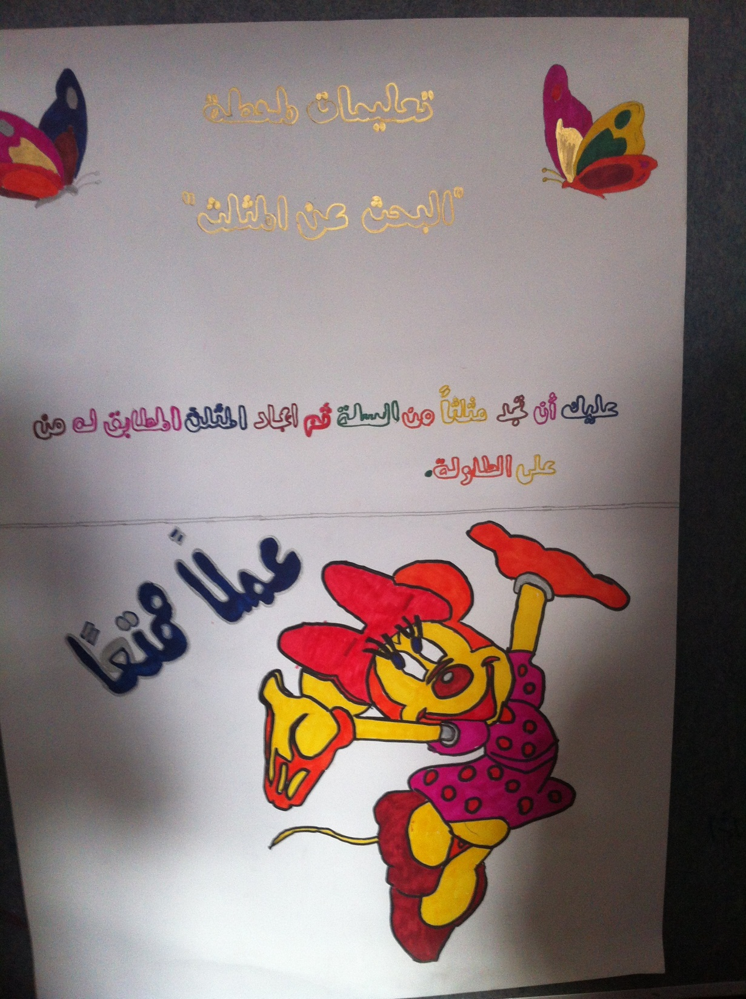 تعليمات لمحطة
"البحث عن المثلث"
عليك أن تجد مثلثاً من السلة ثم ايجاد المثلث المطابق له من
على الطاولة.
عملاً ممتعاً